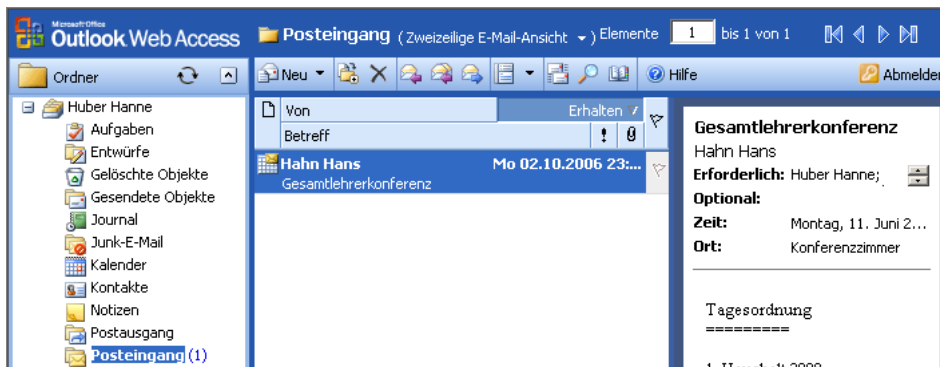 Microsoft Office
Outlook Web Access
Posteingang (Zweizeilige E-Mail-Ansicht) Elemente 1 bis 1 von 1
Ordner
Neu
Hilfe
Abmelden
Huber Hanne
Aufgaben
Entwürfe
Gelöschte Objekte
Gesendete Objekte
Journal
Junk-E-Mail
Kalender
Kontakte
Notizen
Postausgang
Posteingang (1)
Von Erhalten
Betreff
Hahn Hans Mo 02.10.2006 23:...
Gesamtlehrerkonferenz
Gesamtlehrerkonferenz
Hahn Hans
Erforderlich: Huber Hanne;
Optional:
Zeit: Montag, 11. Juni 2...
Ort: Konferenzzimmer
Tagesordnung
=========